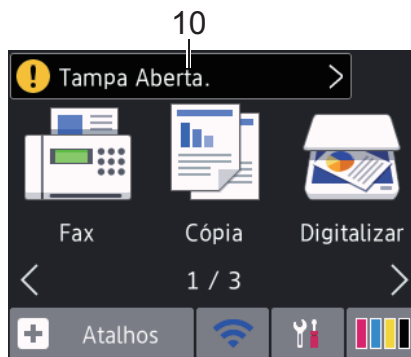 10
Tampa Aberta.
Fax Cópia Digitalizar
1 / 3
Atalhos